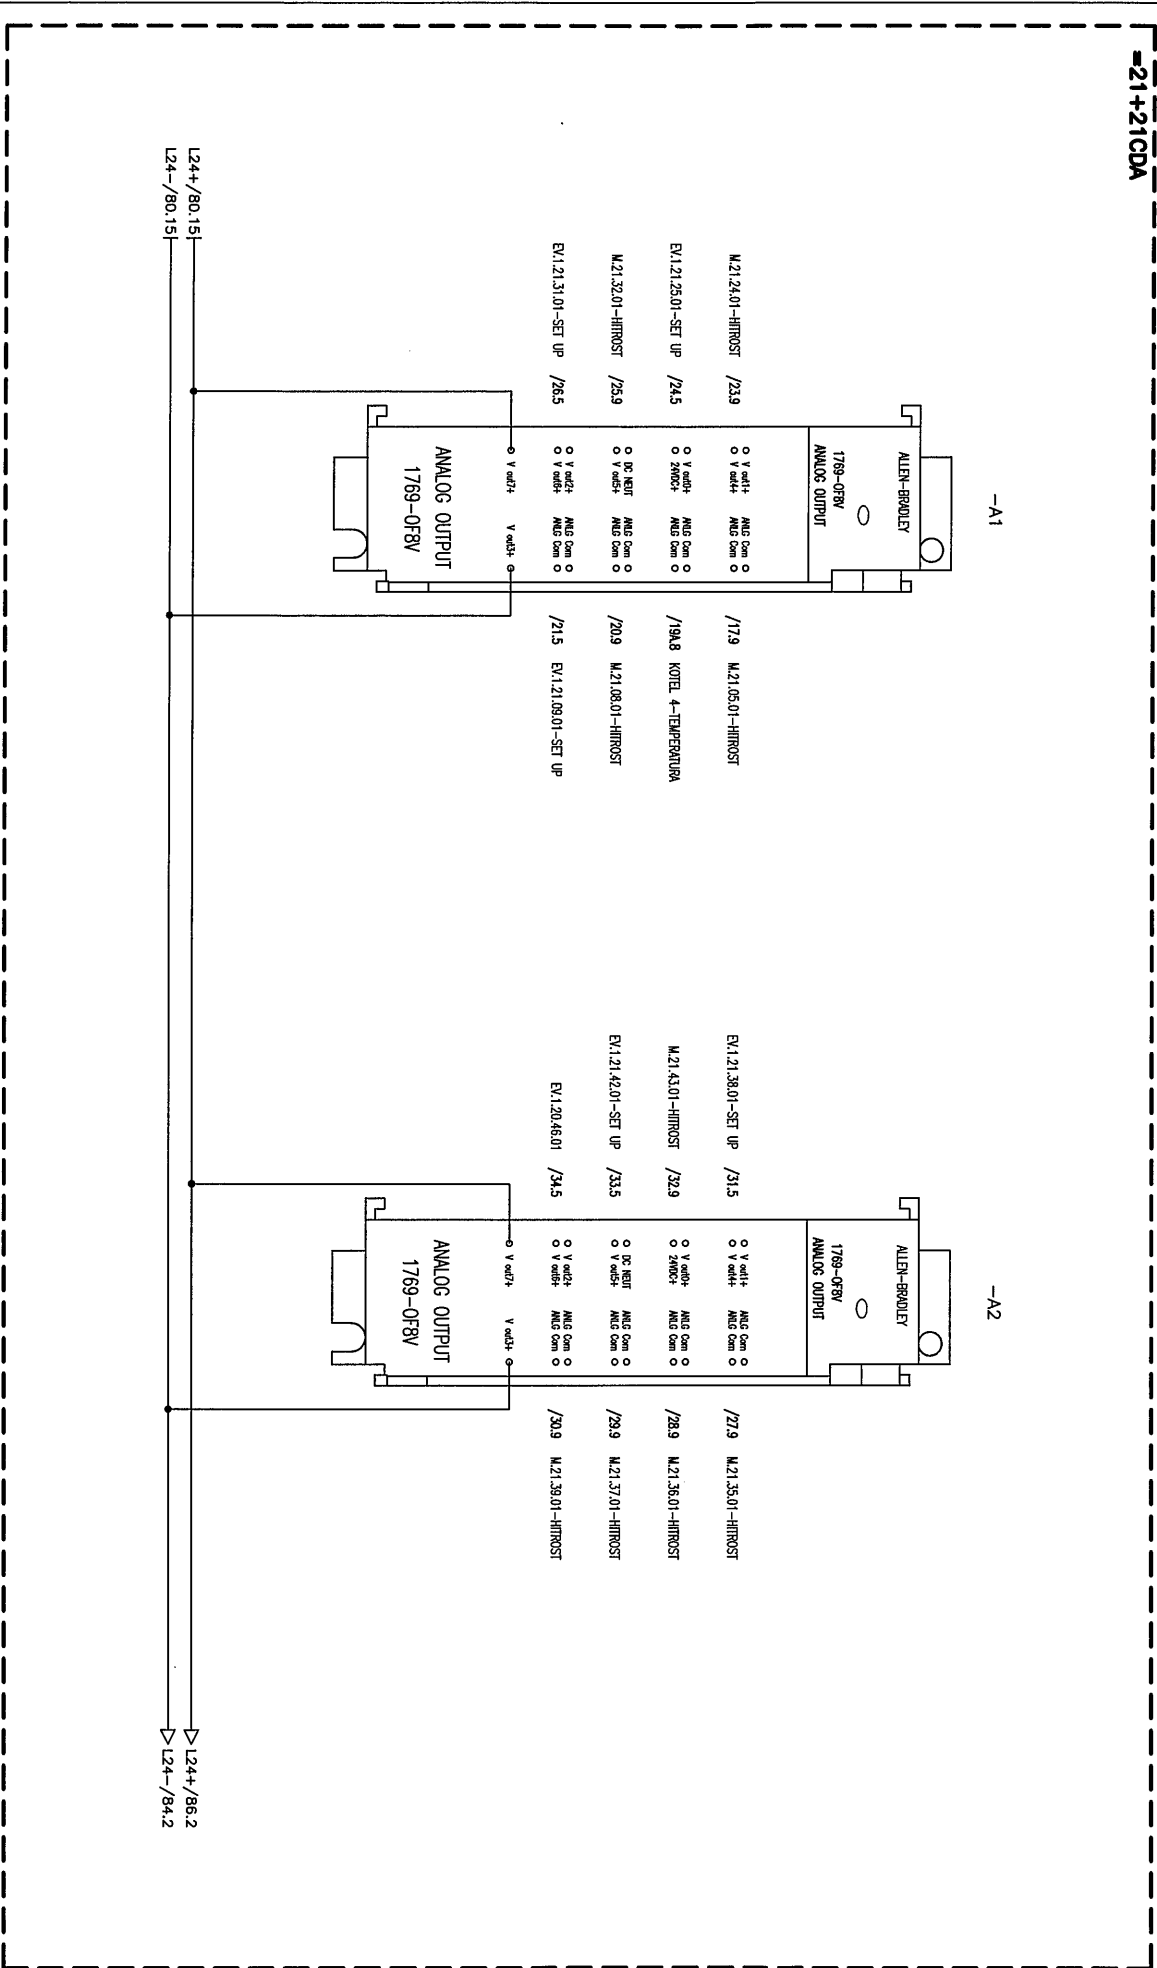 =21+21CDA
-A1
ALLEN-BRADLEY
1769-OF8V
ANALOG OUTPUT
V out1+ ANLG Com
M.21.24.01-HITROST /23.9 V out4+ ANLG Com /17.9 M.21.05.01-HITROST
V out0+ ANLG Com
EV.1.21.25.01-SET UP /24.5 24VDC+ ANLG Com /19A.8 KOTEL 4-TEMPERATURA
DC NEUT ANLG Com
M.21.32.01-HITROST /25.9 V out5+ ANLG Com /20.9 M.21.08.01-HITROST
V out2+ ANLG Com
EV.1.21.31.01-SET UP /26.5 V out6+ ANLG Com /21.5 EV.1.21.09.01-SET UP
V out7+ V out3+
ANALOG OUTPUT
1769-OF8V
-A2
ALLEN-BRADLEY
1769-OF8V
ANALOG OUTPUT
V out1+ ANLG Com
EV.1.21.38.01-SET UP /31.5 V out4+ ANLG Com /27.9 M.21.35.01-HITROST
V out0+ ANLG Com
M.21.43.01-HITROST /32.9 24VDC+ ANLG Com /28.9 M.21.36.01-HITROST
DC NEUT ANLG Com
EV.1.21.42.01-SET UP /33.5 V out5+ ANLG Com /29.9 M.21.37.01-HITROST
V out2+ ANLG Com
EV.1.20.46.01 /34.5 V out6+ ANLG Com /30.9 M.21.39.01-HITROST
V out7+ V out3+
ANALOG OUTPUT
1769-OF8V
L24+/80.15 L24+/86.2
L24-/80.15 L24-/84.2